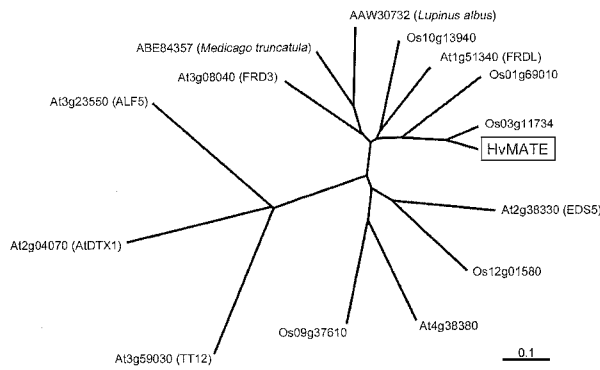 AAW30732 (Lupinus albus)
Os10g13940
ABE84357 (Medicago truncatula)
At1g51340 (FRDL)
At3g08040 (FRD3)
Os01g69010
At3g23550 (ALF5)
Os03g11734
HvMATE
At2g38330 (EDS5)
At2g04070 (AtDTX1)
Os12g01580
At4g38380
Os09g37610
At3g59030 (TT12)
0.1